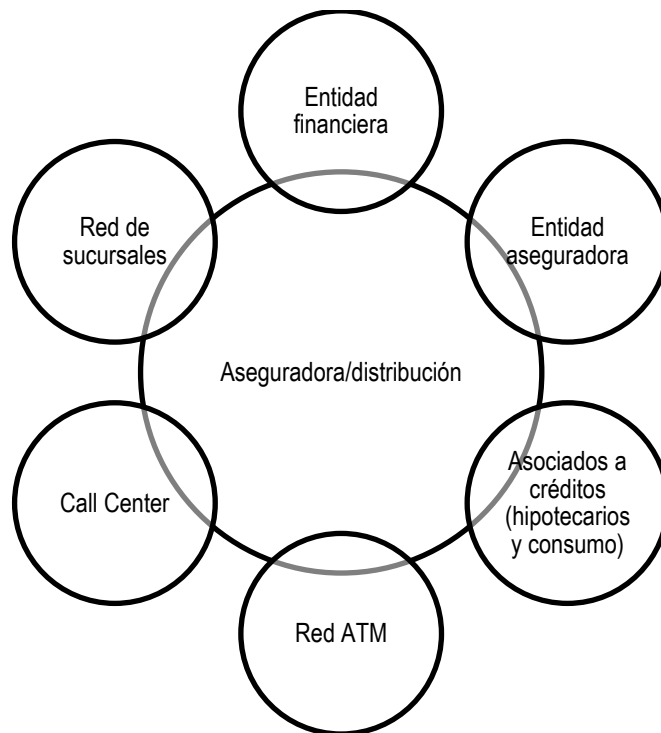 Entidad
financiera
Red de
sucursales
Entidad
aseguradora
Aseguradora/distribución
Call Center
Asociados a
créditos
(hipotecarios
y consumo)
Red ATM